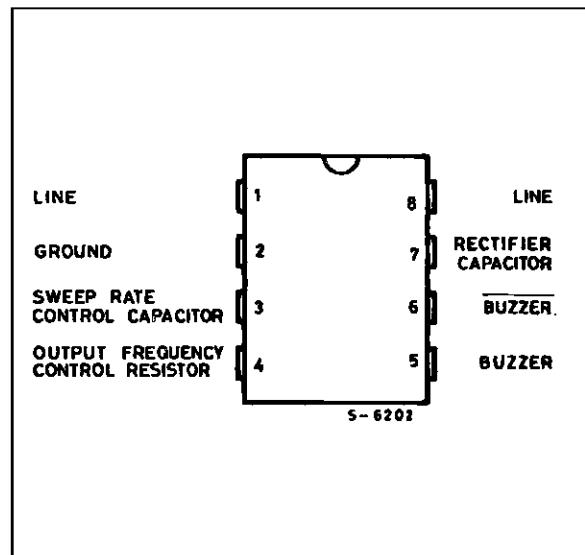 LINE 1 8 LINE
GROUND 2 7 RECTIFIER
CAPACITOR
SWEEP RATE
CONTROL CAPACITOR 3 6 BUZZER.
OUTPUT FREQUENCY
CONTROL RESISTOR 4 5 BUZZER
S-6202